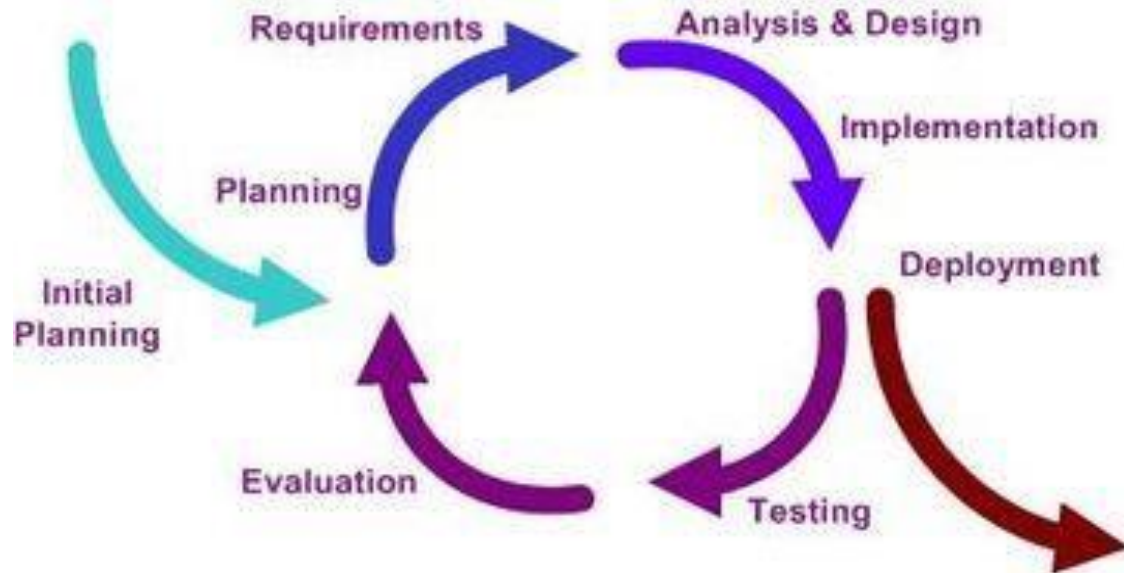 Requirements
Analysis & Design
Implementation
Planning
Deployment
Initial
Planning
Evaluation
Testing